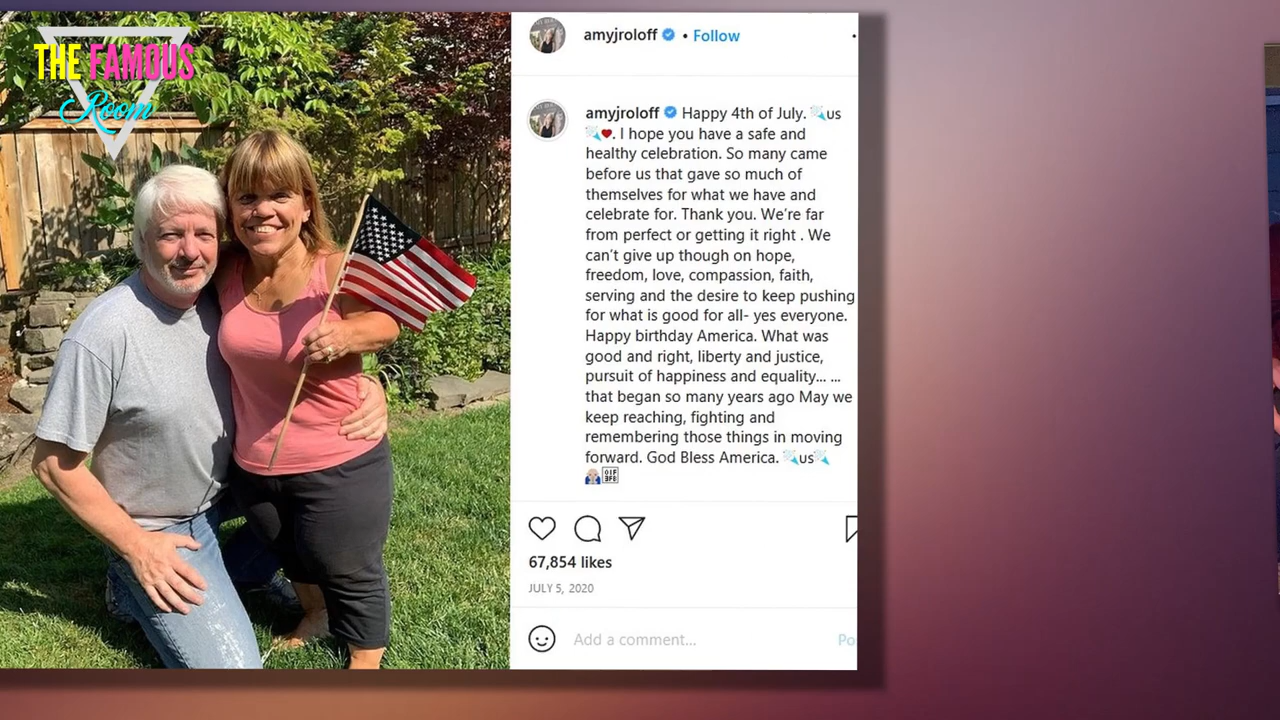 THE FAMOUS
Room
amyjroloff • Follow
amyjroloff Happy 4th of July. us
. I hope you have a safe and
healthy celebration. So many came
before us that gave so much of
themselves for what we have and
celebrate for. Thank you. We're far
from perfect or getting it right . We
can't give up though on hope,
freedom, love, compassion, faith,
serving and the desire to keep pushing
for what is good for all- yes everyone.
Happy birthday America. What was
good and right, liberty and justice,
pursuit of happiness and equality... ...
that began so many years ago May we
keep reaching, fighting and
remembering those things in moving
forward. God Bless America. us
67,854 likes
JULY 5, 2020
Add a comment...
Po